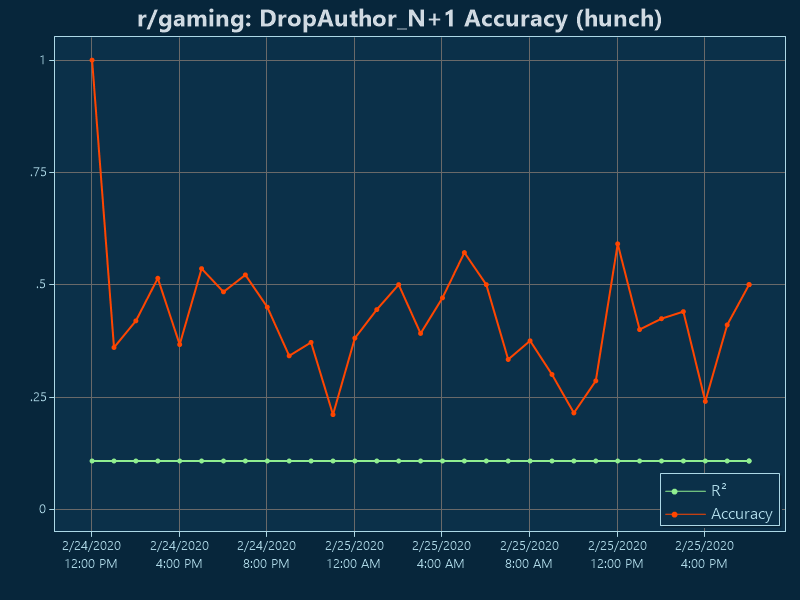 r/gaming: DropAuthor_N+1 Accuracy (hunch)
1
.75
.5
.25
0
R²
Accuracy
2/24/2020 2/24/2020 2/24/2020 2/25/2020 2/25/2020 2/25/2020 2/25/2020 2/25/2020
12:00 PM 4:00 PM 8:00 PM 12:00 AM 4:00 AM 8:00 AM 12:00 PM 4:00 PM